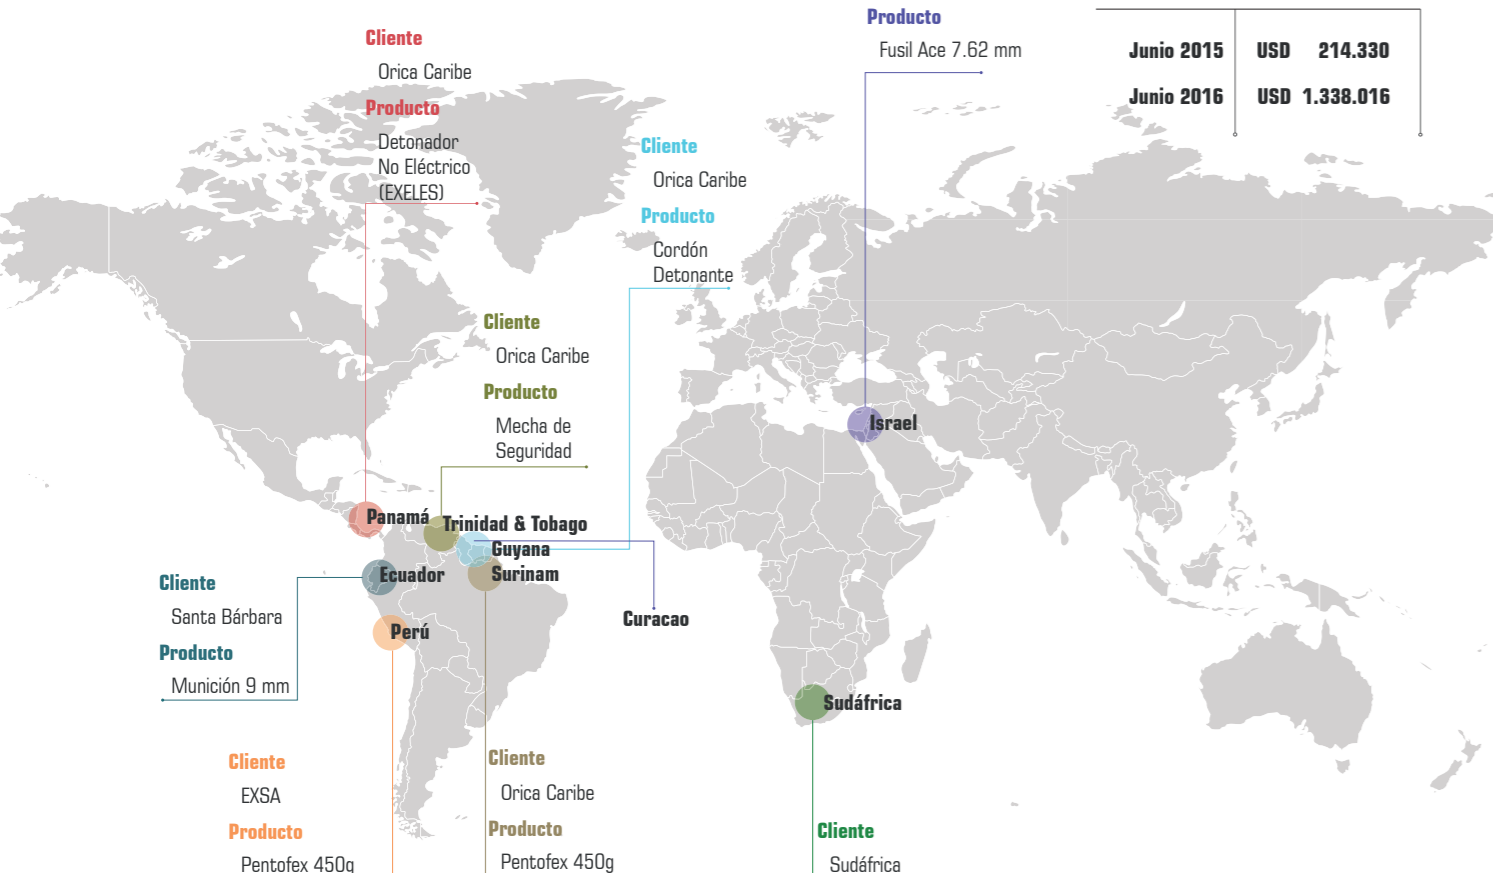 Producto
Fusil Ace 7.62 mm
Junio 2015 USD 214.330
Junio 2016 USD 1.338.016
Cliente
Orica Caribe
Producto
Detonador
No Eléctrico
(EXELES)
Cliente
Orica Caribe
Producto
Cordón
Detonante
Cliente
Orica Caribe
Producto
Mecha de
Seguridad
Israel
Panamá
Trinidad & Tobago
Guyana
Surinam
Ecuador
Curacao
Perú
Cliente
Santa Bárbara
Producto
Munición 9 mm
Sudáfrica
Cliente
EXSA
Producto
Pentofex 450g
Cliente
Orica Caribe
Producto
Pentofex 450g
Cliente
Sudáfrica